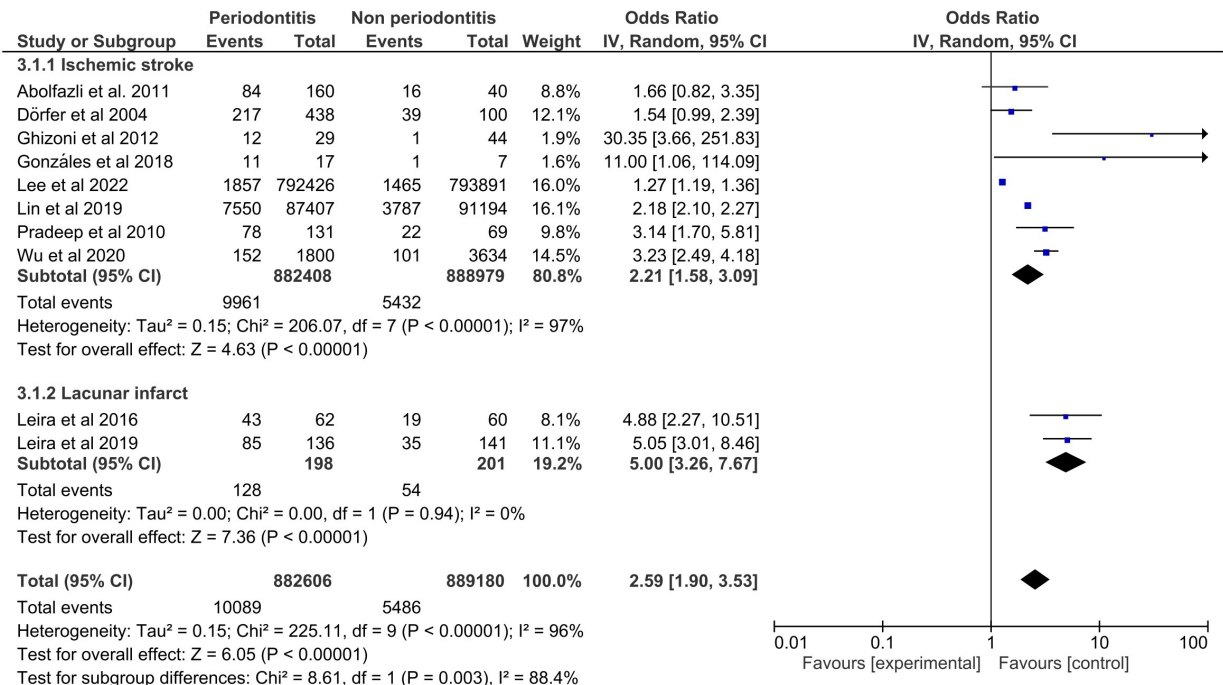 Periodontitis Non periodontitis Odds Ratio Odds Ratio
Study or Subgroup Events Total Events Total Weight IV, Random, 95% CI IV, Random, 95% CI
3.1.1 Ischemic stroke
Abolfazli et al. 2011 84 160 16 40 8.8% 1.66 [0.82, 3.35]
Dörfer et al 2004 217 438 39 100 12.1% 1.54 [0.99, 2.39]
Ghizoni et al 2012 12 29 1 44 1.9% 30.35 [3.66, 251.83]
Gonzáles et al 2018 11 17 1 7 1.6% 11.00 [1.06, 114.09]
Lee et al 2022 1857 792426 1465 793891 16.0% 1.27 [1.19, 1.36]
Lin et al 2019 7550 87407 3787 91194 16.1% 2.18 [2.10, 2.27]
Pradeep et al 2010 78 131 22 69 9.8% 3.14 [1.70, 5.81]
Wu et al 2020 152 1800 101 3634 14.5% 3.23 [2.49, 4.18]
Subtotal (95% CI) 882408 888979 80.8% 2.21 [1.58, 3.09]
Total events 9961 5432
Heterogeneity: Tau² = 0.15; Chi² = 206.07, df = 7 (P < 0.00001); I² = 97%
Test for overall effect: Z = 4.63 (P < 0.00001)
3.1.2 Lacunar infarct
Leira et al 2016 43 62 19 60 8.1% 4.88 [2.27, 10.51]
Leira et al 2019 85 136 35 141 11.1% 5.05 [3.01, 8.46]
Subtotal (95% CI) 198 201 19.2% 5.00 [3.26, 7.67]
Total events 128 54
Heterogeneity: Tau² = 0.00; Chi² = 0.00, df = 1 (P = 0.94); I² = 0%
Test for overall effect: Z = 7.36 (P < 0.00001)
Total (95% CI) 882606 889180 100.0% 2.59 [1.90, 3.53]
Total events 10089 5486
Heterogeneity: Tau² = 0.15; Chi² = 225.11, df = 9 (P < 0.00001); I² = 96%
Test for overall effect: Z = 6.05 (P < 0.00001)
Test for subgroup differences: Chi² = 8.61, df = 1 (P = 0.003), I² = 88.4%
0.01 0.1 1 10 100
Favours [experimental] Favours [control]